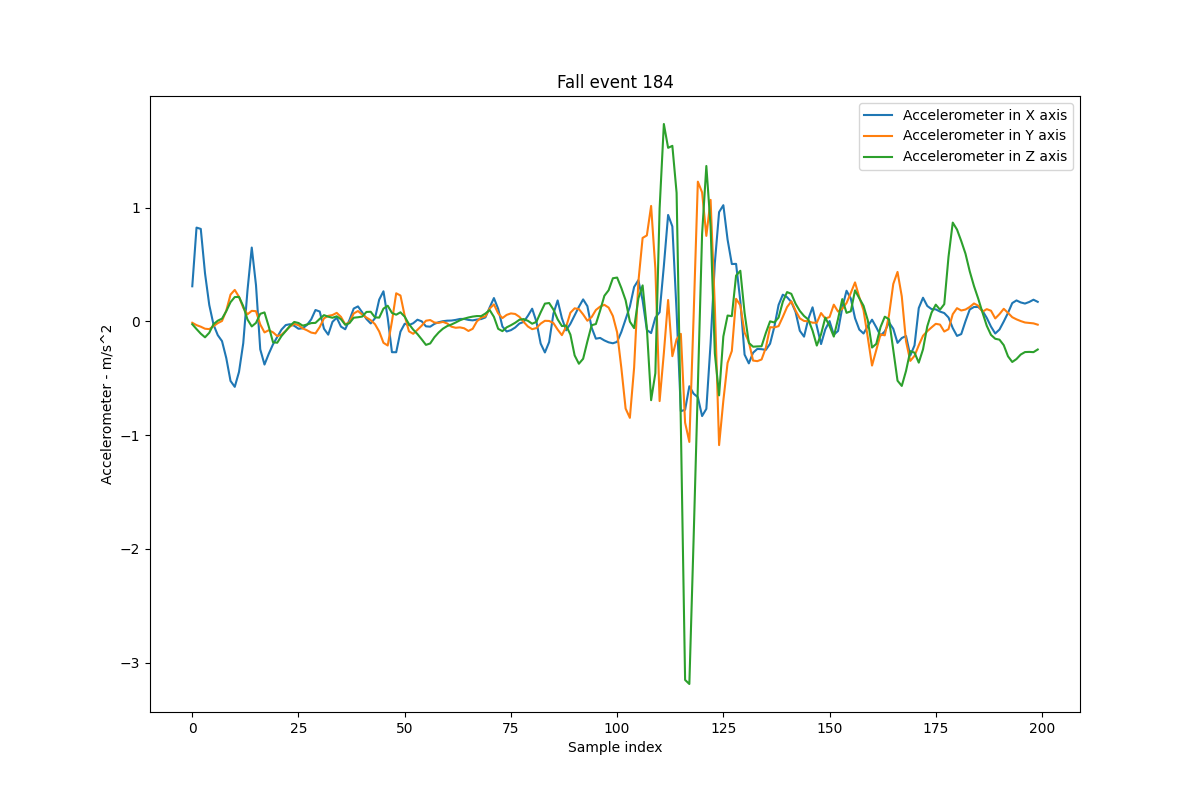 Fall event 184
Accelerometer in X axis
Accelerometer in Y axis
Accelerometer in Z axis
Accelerometer - m/s^2
1
0
−1
−2
−3
0 25 50 75 100 125 150 175 200
Sample index